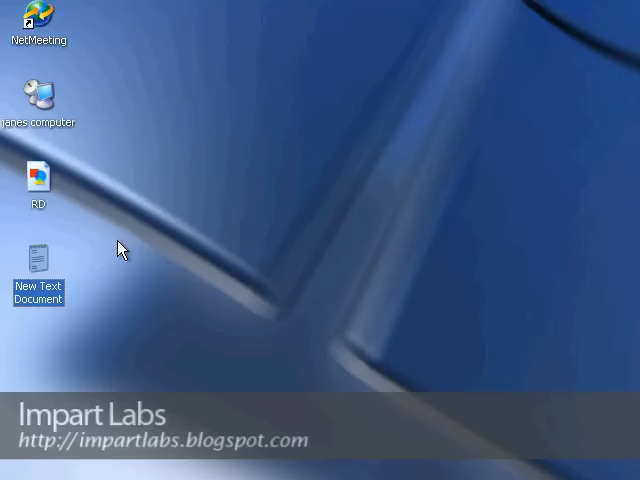 NetMeeting
janes computer
RD
New Text
Document
Impart Labs
http://impartlabs.blogspot.com